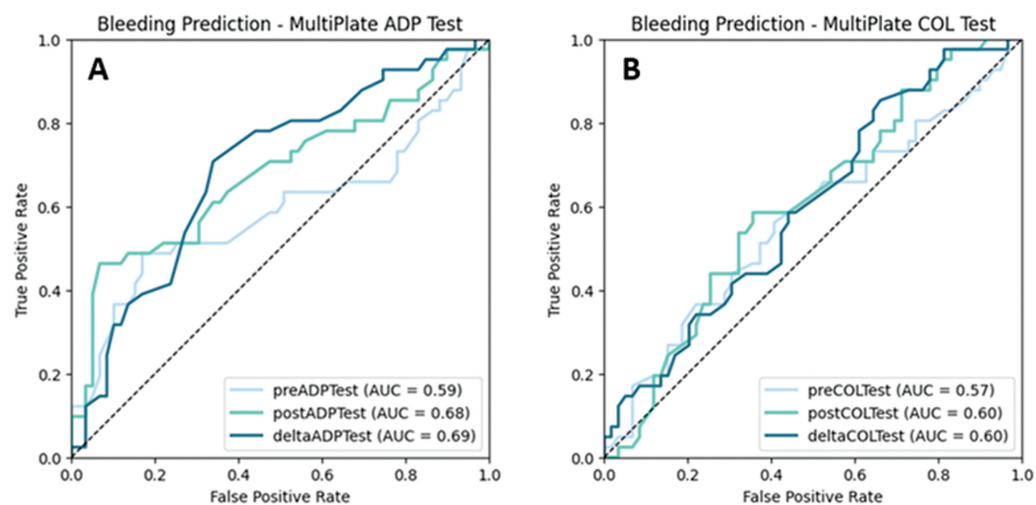 Bleeding Prediction - MultiPlate ADP Test
A
1.0
0.8
0.6
0.4
0.2
0.0
True Positive Rate
preADPTest (AUC = 0.59)
postADPTest (AUC = 0.68)
deltaADPTest (AUC = 0.69)
0.0 0.2 0.4 0.6 0.8 1.0
False Positive Rate
Bleeding Prediction - MultiPlate COL Test
B
1.0
0.8
0.6
0.4
0.2
0.0
True Positive Rate
preCOLTest (AUC = 0.57)
postCOLTest (AUC = 0.60)
deltaCOLTest (AUC = 0.60)
0.0 0.2 0.4 0.6 0.8 1.0
False Positive Rate